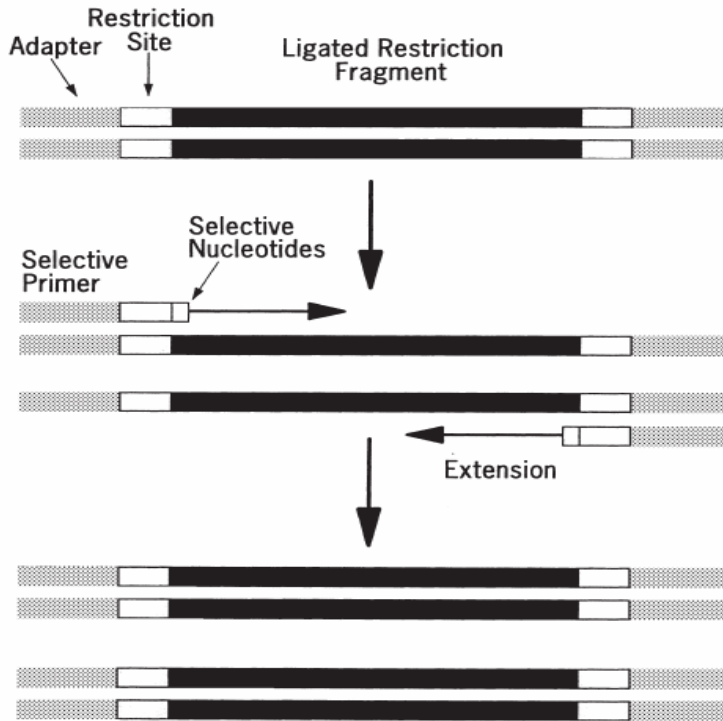 Restriction
Site
Adapter
Ligated Restriction
Fragment
Selective
Nucleotides
Selective
Primer
Extension